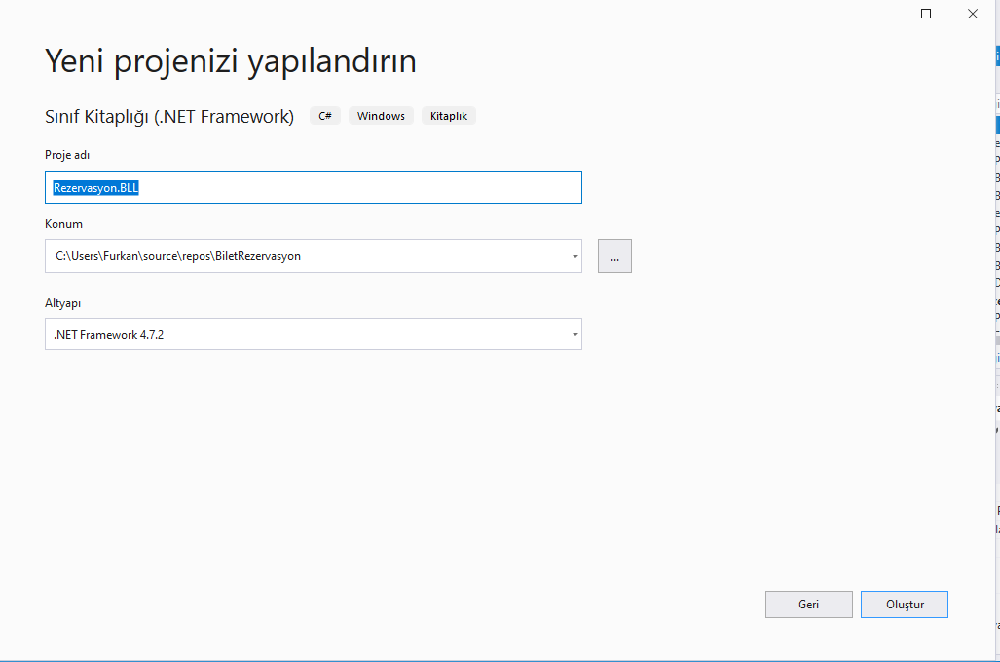 Yeni projenizi yapılandırın
Sınıf Kitaplığı (.NET Framework) C# Windows Kitaplık
Proje adı
Rezervasyon.BLL
Konum
C:\Users\Furkan\source\repos\BiletRezervasyon
...
Altyapı
.NET Framework 4.7.2
Geri Oluştur